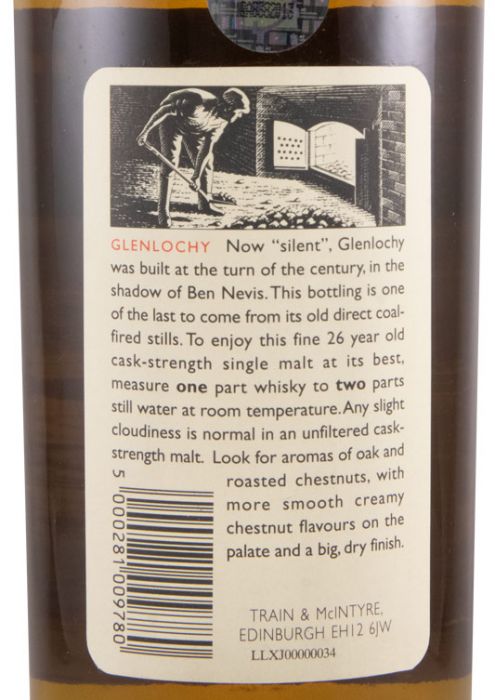 GLENLOCHY Now "silent", Glenlochy
was built at the turn of the century, in the
shadow of Ben Nevis. This bottling is one
of the last to come from its old direct coal-
fired stills. To enjoy this fine 26 year old
cask-strength single malt at its best,
measure one part whisky to two parts
still water at room temperature. Any slight
cloudiness is normal in an unfiltered cask-
strength malt. Look for aromas of oak and
roasted chestnuts, with
more smooth creamy
chestnut flavours on the
palate and a big, dry finish.
5 000281 009780
TRAIN & McINTYRE,
EDINBURGH EH12 6JW
LLXJ00000034